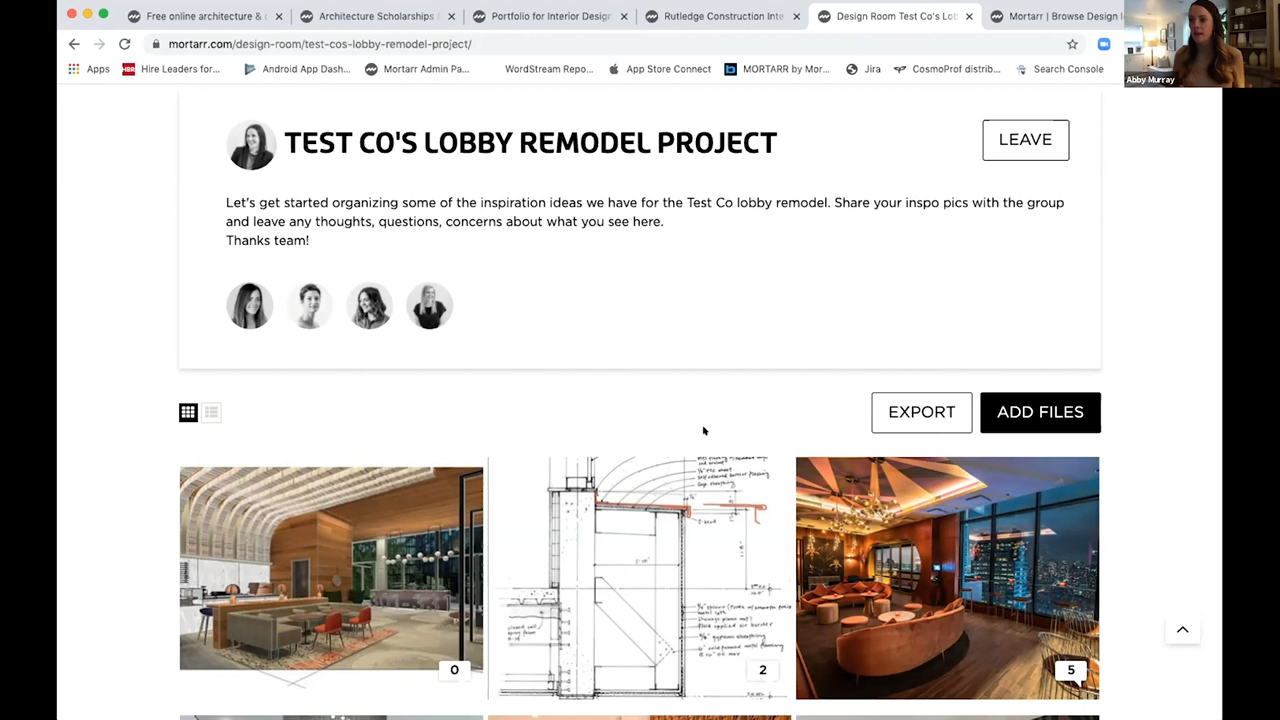 Free online architecture &
Architecture Scholarships
Portfolio for Interior Desig
Rutledge Construction Inte
Design Room Test Co's Lob
Mortarr | Browse Design I
mortarr.com/design-room/test-cos-lobby-remodel-project/
Apps
HBR
Hire Leaders for...
Android App Dash...
Mortarr Admin Pa...
WordStream Repo...
App Store Connect
MORTARR by Mor...
Jira
CosmoProf distrib...
Search Console
Abby Murray
TEST CO'S LOBBY REMODEL PROJECT
LEAVE
Let's get started organizing some of the inspiration ideas we have for the Test Co lobby remodel. Share your inspo pics with the group
and leave any thoughts, questions, concerns about what you see here.
Thanks team!
EXPORT
ADD FILES
0
2
5